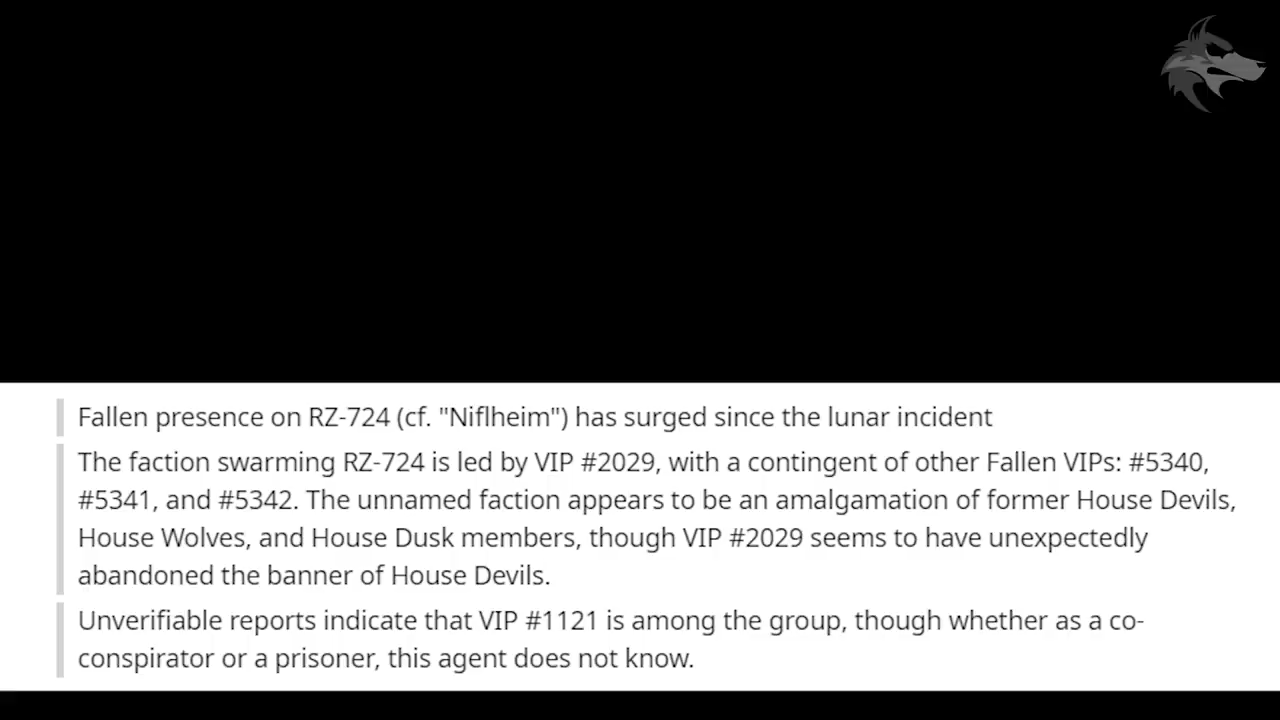 Fallen presence on RZ-724 (cf. "Niflheim") has surged since the lunar incident
The faction swarming RZ-724 is led by VIP #2029, with a contingent of other Fallen VIPs: #5340,
#5341, and #5342. The unnamed faction appears to be an amalgamation of former House Devils,
House Wolves, and House Dusk members, though VIP #2029 seems to have unexpectedly
abandoned the banner of House Devils.
Unverifiable reports indicate that VIP #1121 is among the group, though whether as a co-
conspirator or a prisoner, this agent does not know.